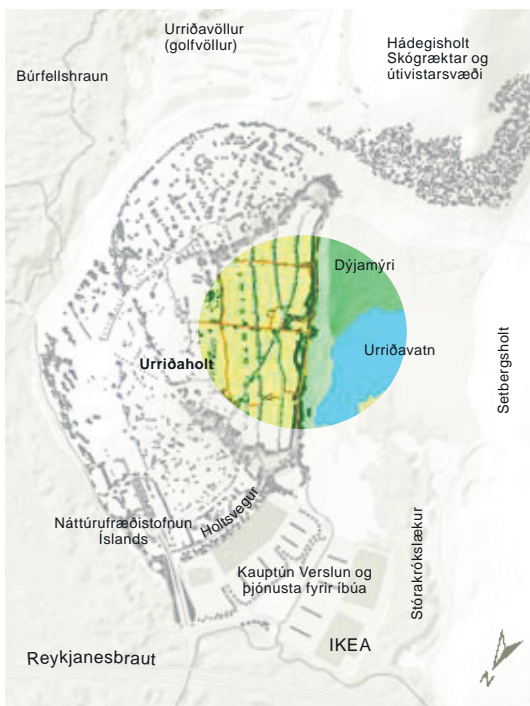 Urriðavöllur
(golfvöllur)
Hádegisholt
Skógræktar og
útivistarsvæði
Búrfellshraun
Dýjamýri
Urriðavatn
Urriðaholt
Setbergsholt
Holtsvegur
Náttúrufræðistofnun
Íslands
Stórakrókslækur
Kauptún Verslun og
þjónusta fyrir íbúa
IKEA
Reykjanesbraut
N